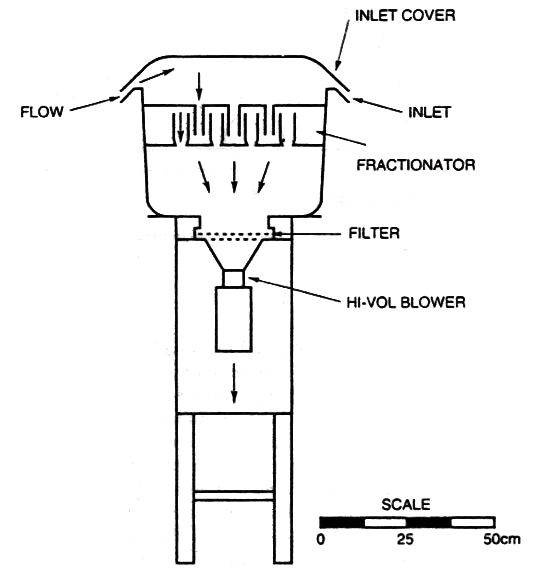 INLET COVER
FLOW
INLET
FRACTIONATOR
FILTER
HI-VOL BLOWER
SCALE
0 25 50cm